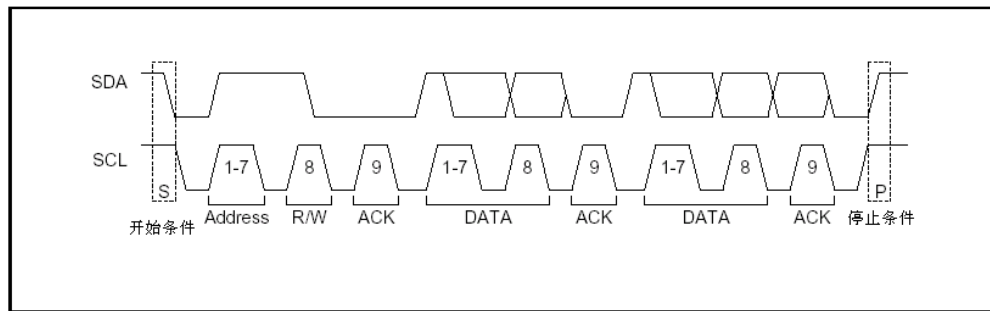 SDA
SCL
1-7 8 9 1-7 8 9 1-7 8 9
S P
Address R/W ACK DATA ACK DATA ACK
开始条件 停止条件